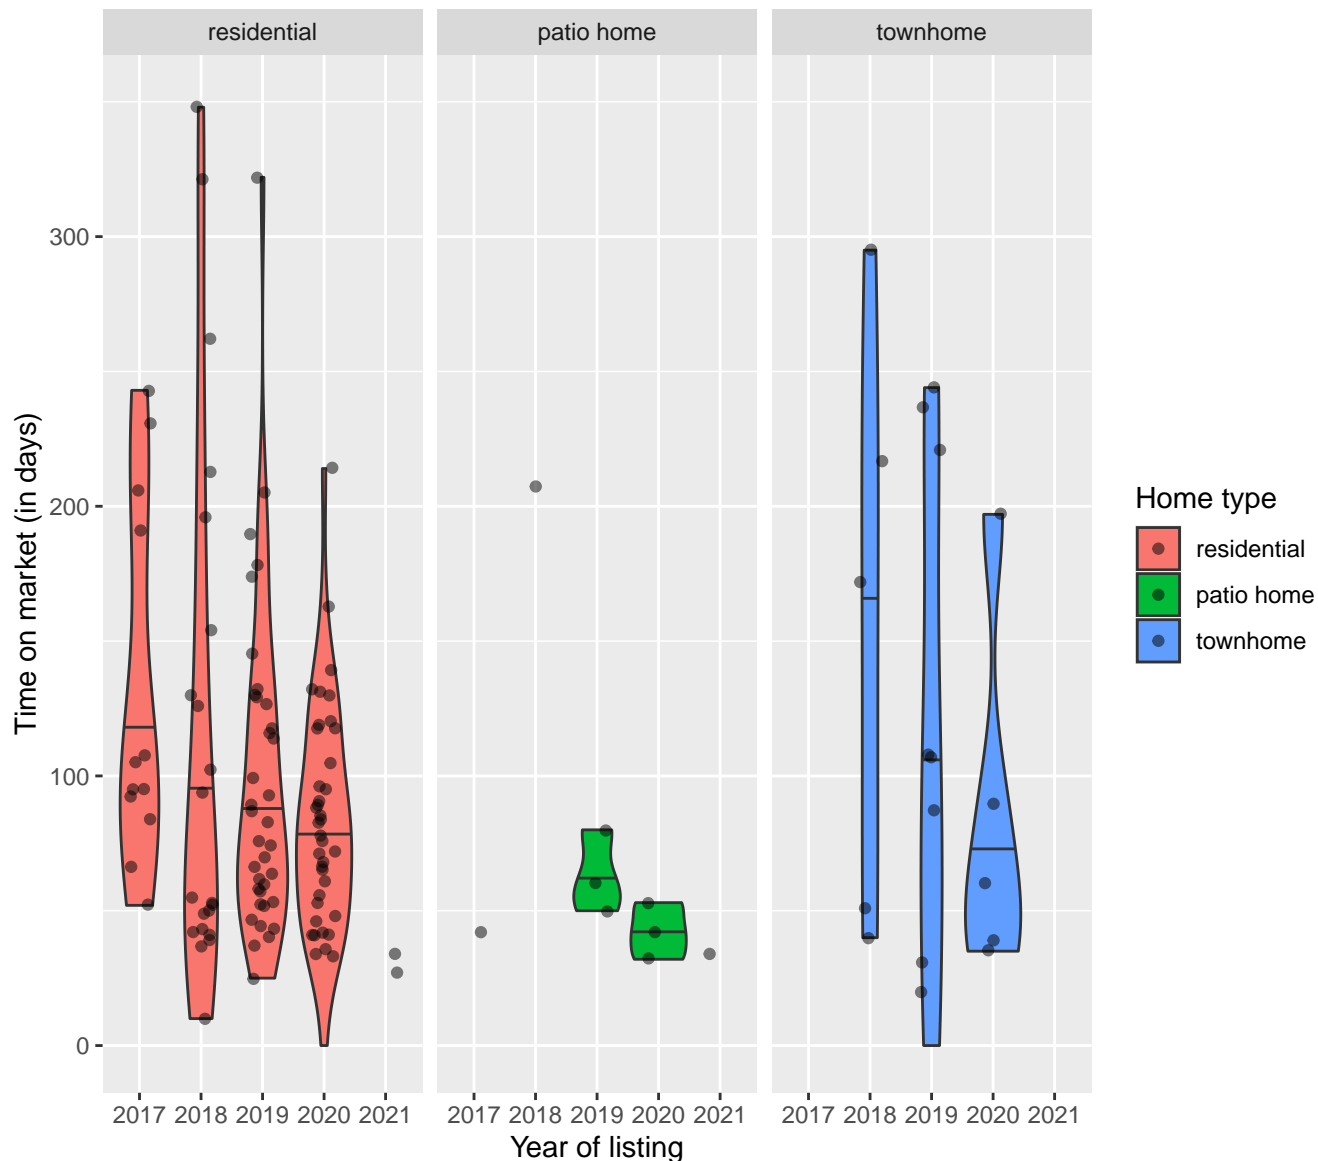 residential patio home townhome
300
200
100
0
Time on market (in days)
2017 2018 2019 2020 2021 2017 2018 2019 2020 2021 2017 2018 2019 2020 2021
Year of listing
Home type
residential
patio home
townhome